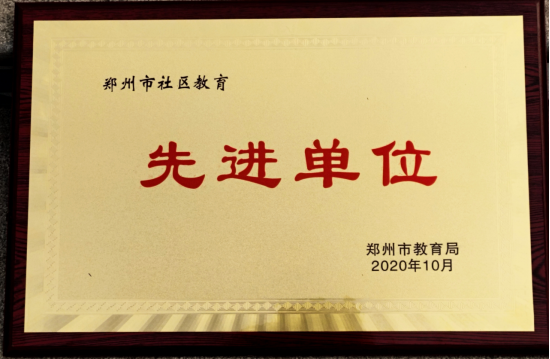 郑州市社区教育
先进单位
郑州市教育局
2020年10月